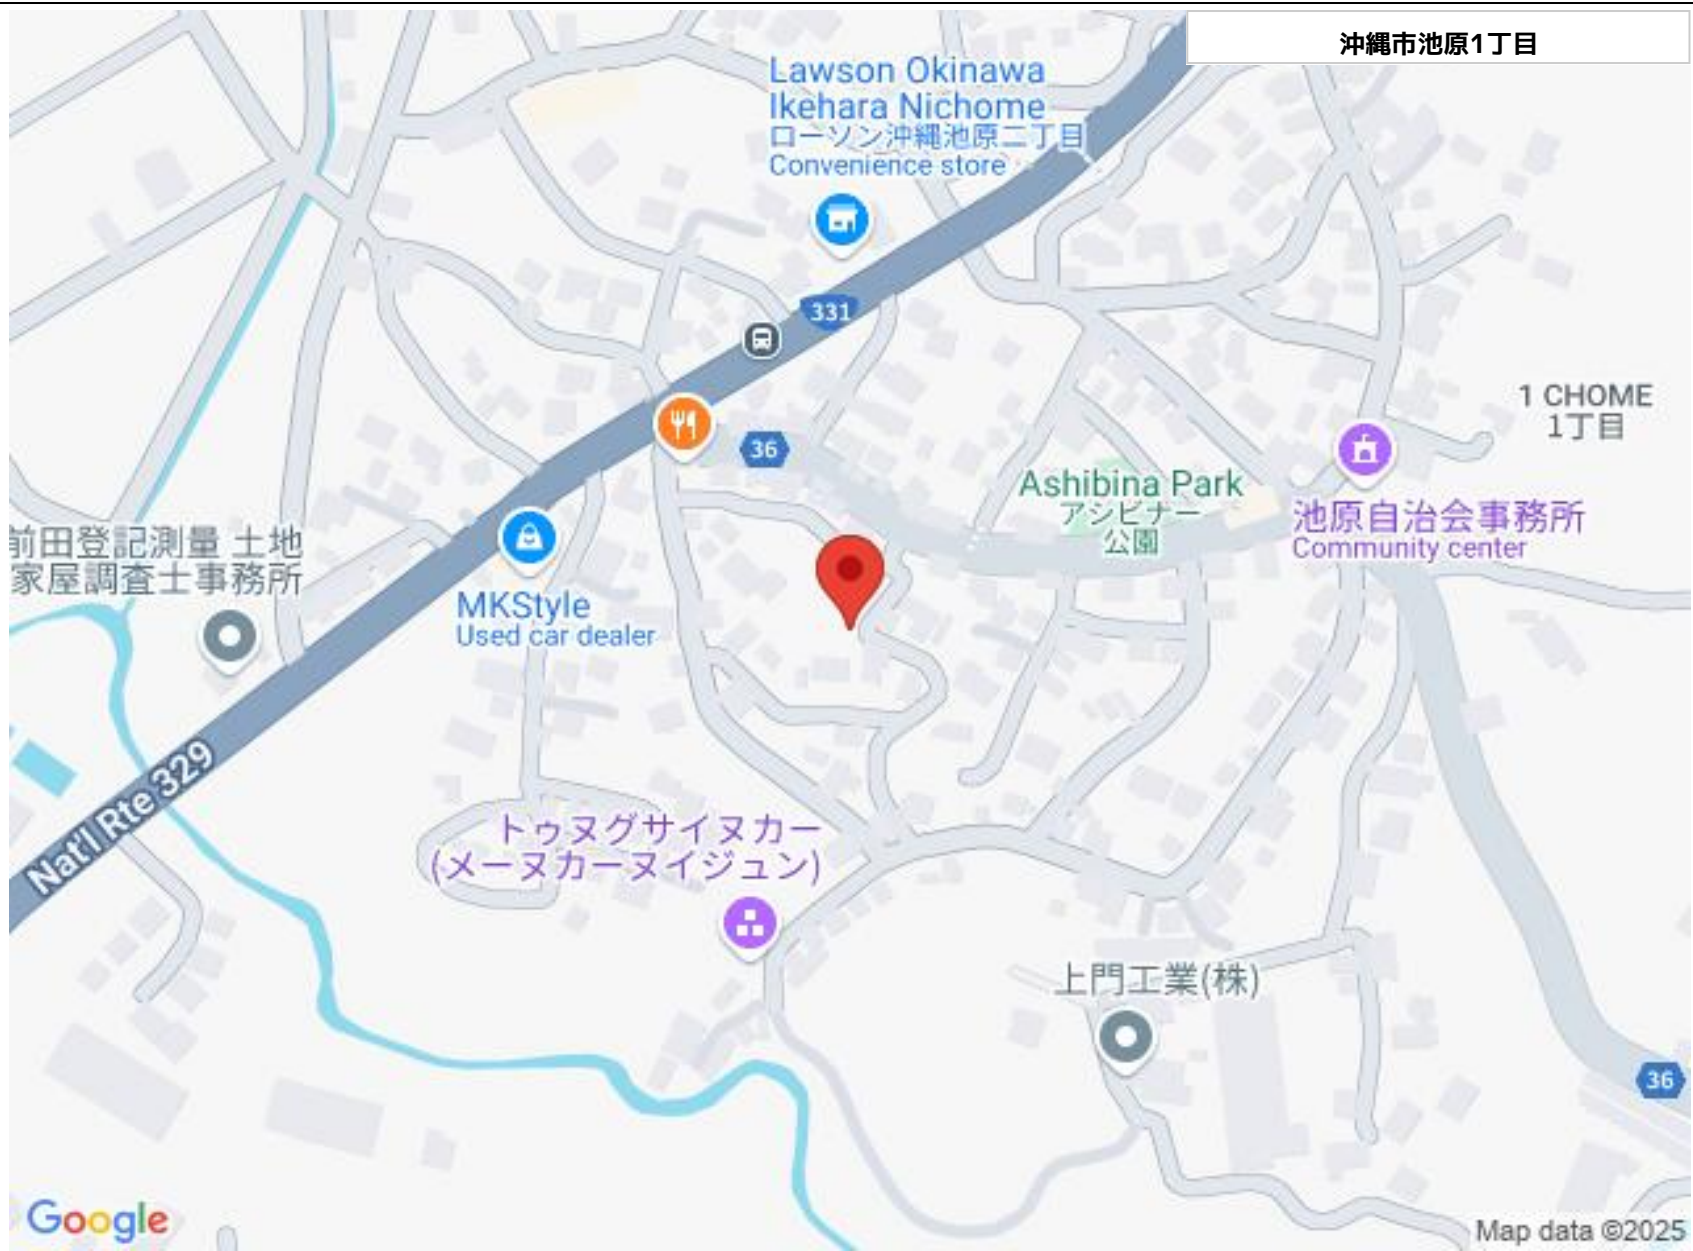 沖縄市池原1丁目
Lawson Okinawa
Ikehara Nichome
ローソン沖縄池原二丁目
Convenience store
331
36
1 CHOME
1丁目
Ashibina Park
アシビナー
公園
池原自治会事務所
Community center
前田登記測量 土地
家屋調査士事務所
MKStyle
Used car dealer
Nat'l Rte 329
トゥヌグサイヌカー
(メーヌカーヌイジュン)
上門工業(株)
36
Google
Map data ©2025